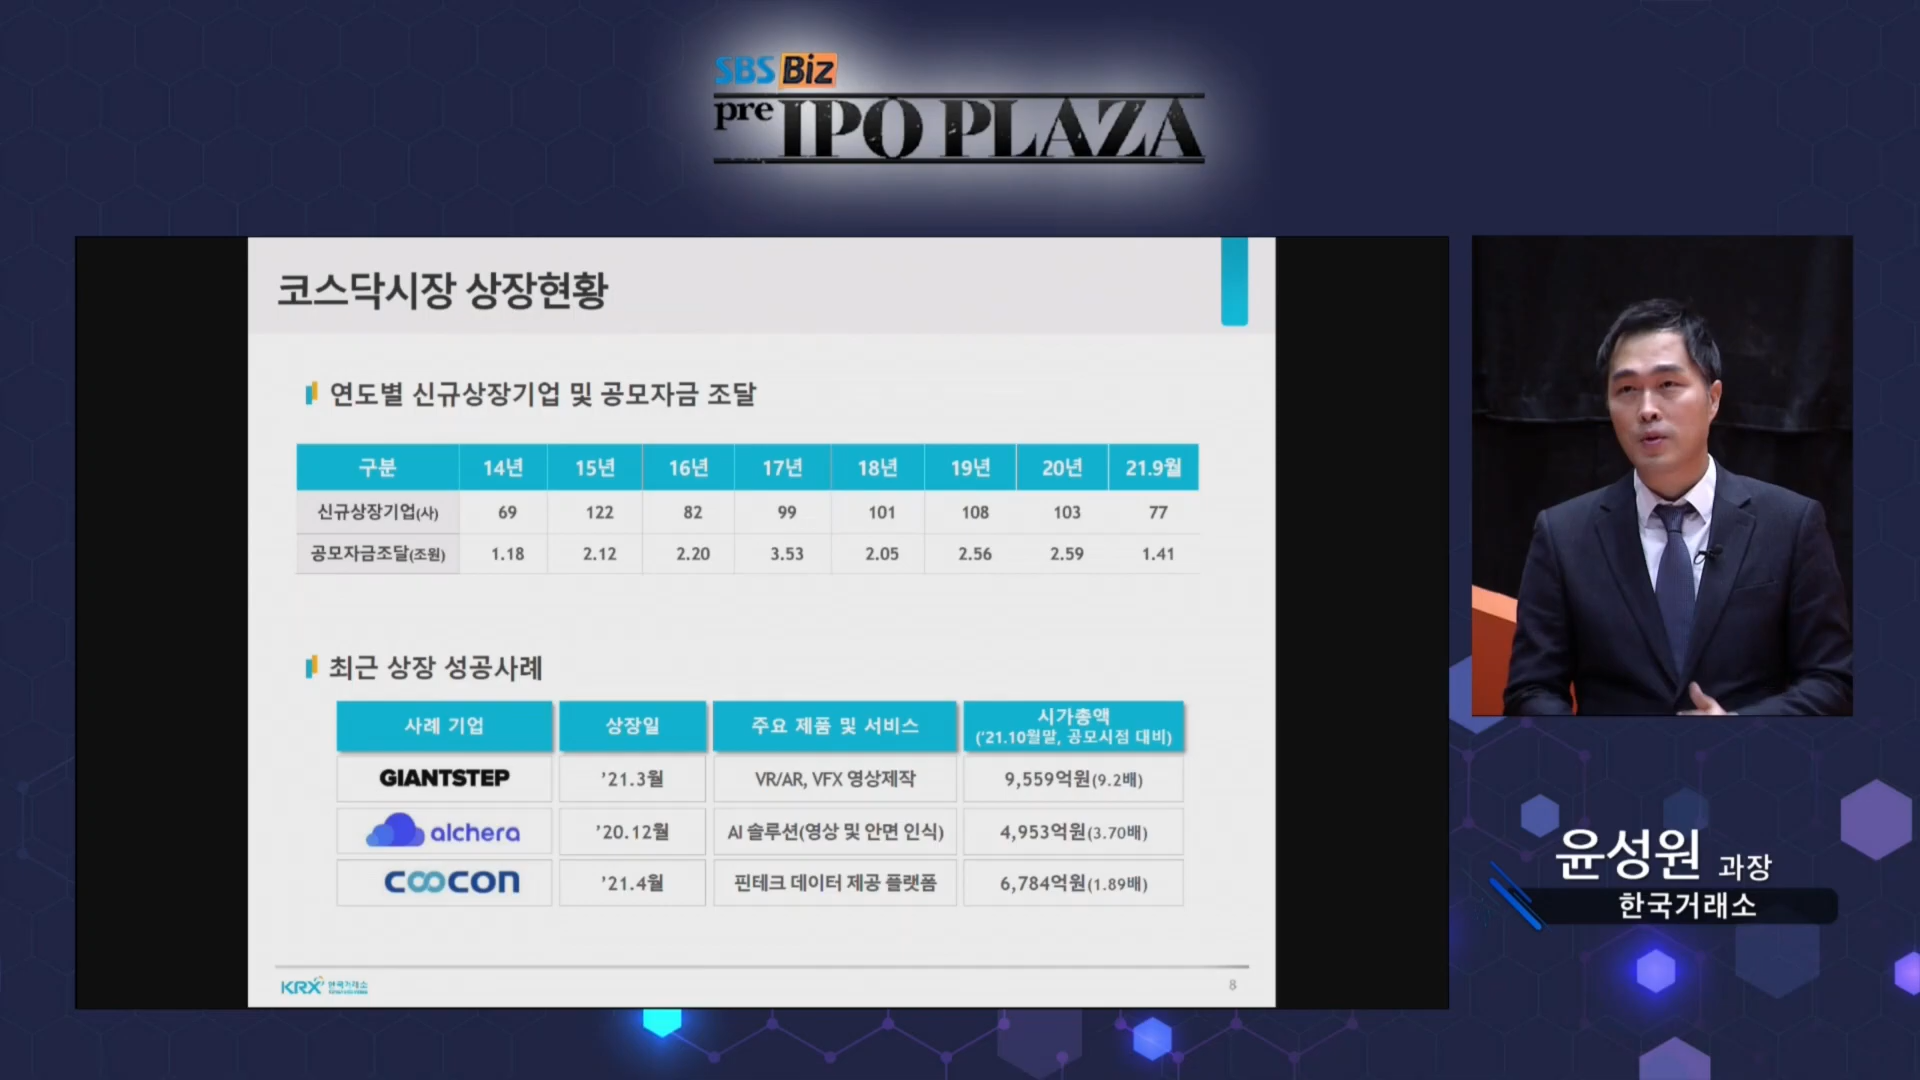 SBS Biz
pre IPO PLAZA
코스닥시장 상장현황
연도별 신규상장기업 및 공모자금 조달
구분 14년 15년 16년 17년 18년 19년 20년 21.9월
신규상장기업(사) 69 122 82 99 101 108 103 77
공모자금조달(조원) 1.18 2.12 2.20 3.53 2.05 2.56 2.59 1.41
최근 상장 성공사례
사례 기업 상장일 주요 제품 및 서비스 시가총액
('21.10월말, 공모시점 대비)
GIANTSTEP '21.3월 VR/AR, VFX 영상제작 9,559억원(9.2배)
alchera '20.12월 AI 솔루션(영상 및 안면 인식) 4,953억원(3.70배)
COOCON '21.4월 핀테크 데이터 제공 플랫폼 6,784억원(1.89배)
KRX 한국거래소
8
윤성원 과장
한국거래소